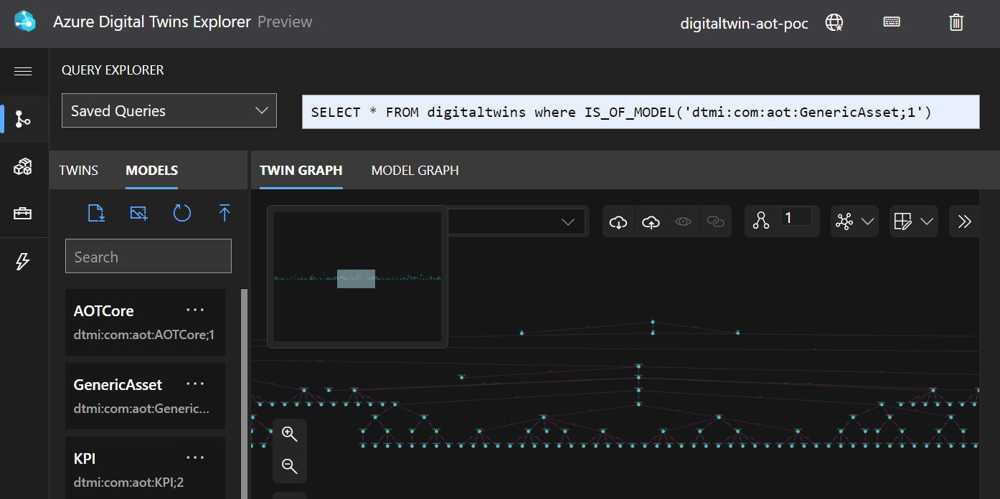 Azure Digital Twins Explorer Preview
digitaltwin-aot-poc
QUERY EXPLORER
Saved Queries
SELECT * FROM digitaltwins where IS_OF_MODEL('dtmi:com:aot:GenericAsset;1')
TWINS MODELS
TWIN GRAPH MODEL GRAPH
1
Search
AOTCore ...
dtmi:com:aot:AOTCore;1
GenericAsset ...
dtmi:com:aot:Generic...
KPI ...
dtmi:com:aot:KPI;2